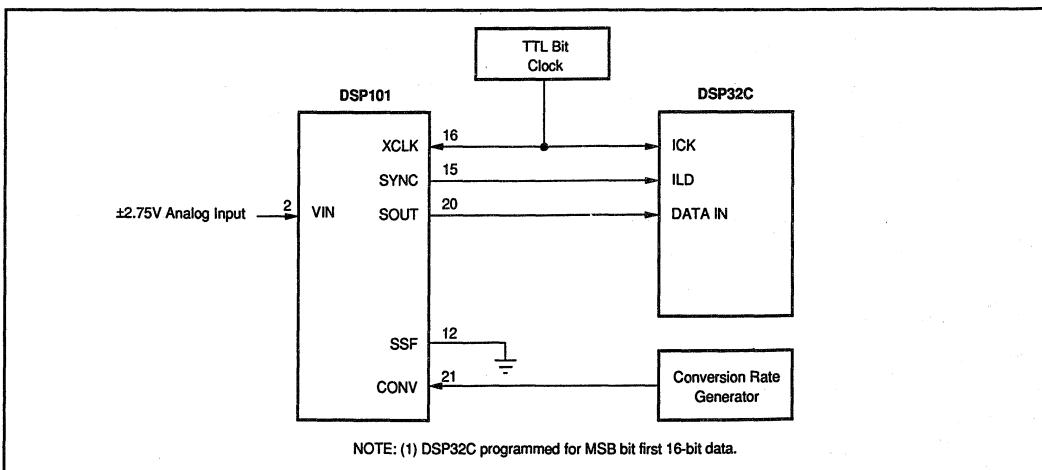 TTL Bit
Clock
DSP101
DSP32C
XCLK 16 ICK
SYNC 15 ILD
±2.75V Analog Input 2 VIN SOUT 20 DATA IN
SSF 12
CONV 21 Conversion Rate
Generator
NOTE: (1) DSP32C programmed for MSB bit first 16-bit data.